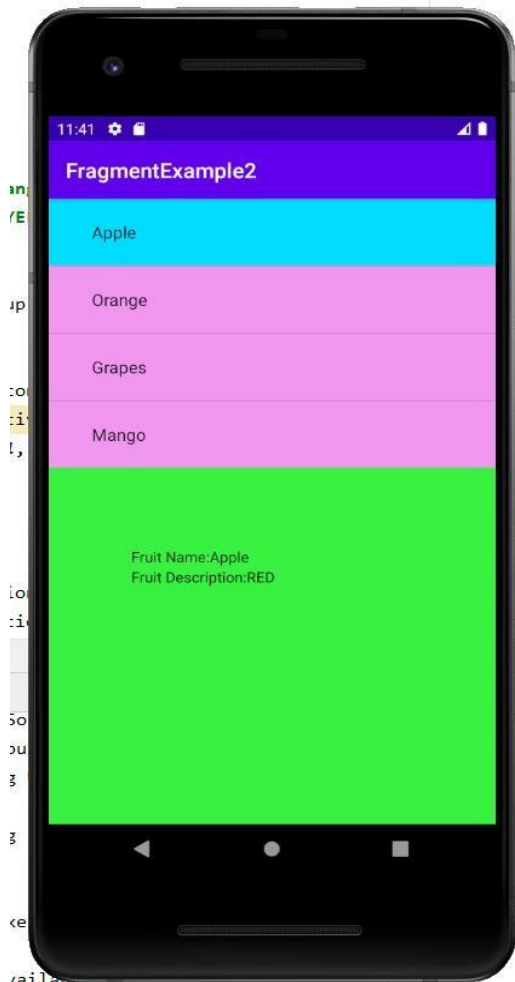 11:41
FragmentExample2
Apple
Orange
Grapes
Mango
Fruit Name:Apple
Fruit Description:RED